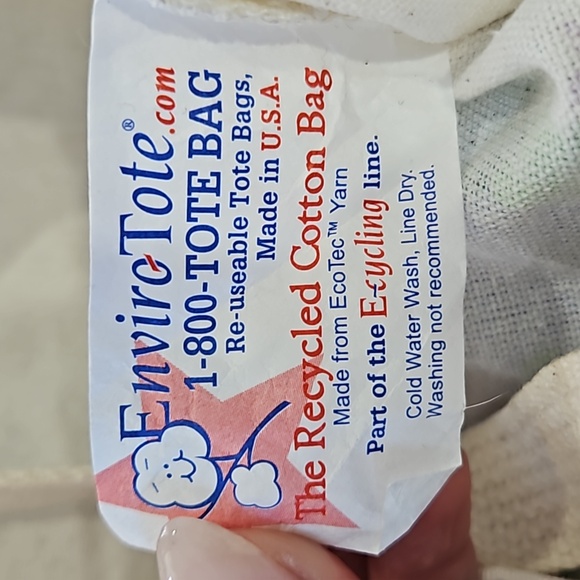 EnviroTote®.com
1-800-TOTE BAG
Re-useable Tote Bags,
Made in U.S.A.
The Recycled Cotton Bag
Made from EcoTec™ Yarn
Part of the E-cycling line.
Cold Water Wash, Line Dry.
Washing not recommended.